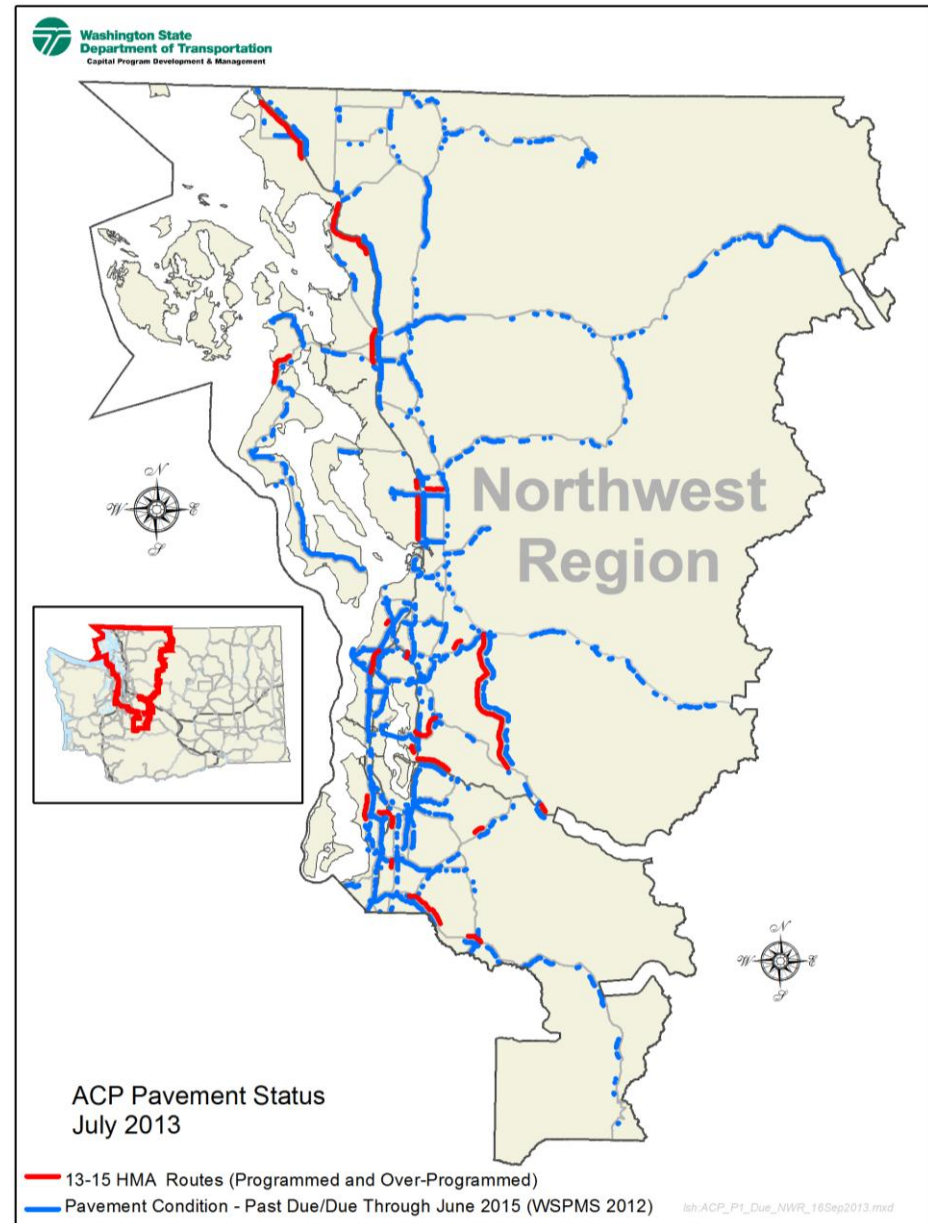 Washington State
Department of Transportation
Capital Program Development & Management
Northwest
Region
N
W
E
S
N
W
E
S
ACP Pavement Status
July 2013
13-15 HMA Routes (Programmed and Over-Programmed)
Pavement Condition - Past Due/Due Through June 2015 (WSPMS 2012)
lsh:ACP_P1_Due_NWR_16Sep2013.mxd